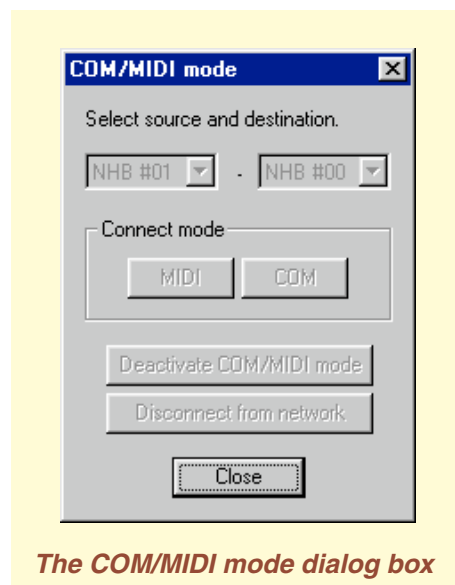 COM/MIDI mode
Select source and destination.
NHB #01 - NHB #00
Connect mode
MIDI COM
Deactivate COM/MIDI mode
Disconnect from network
Close
The COM/MIDI mode dialog box